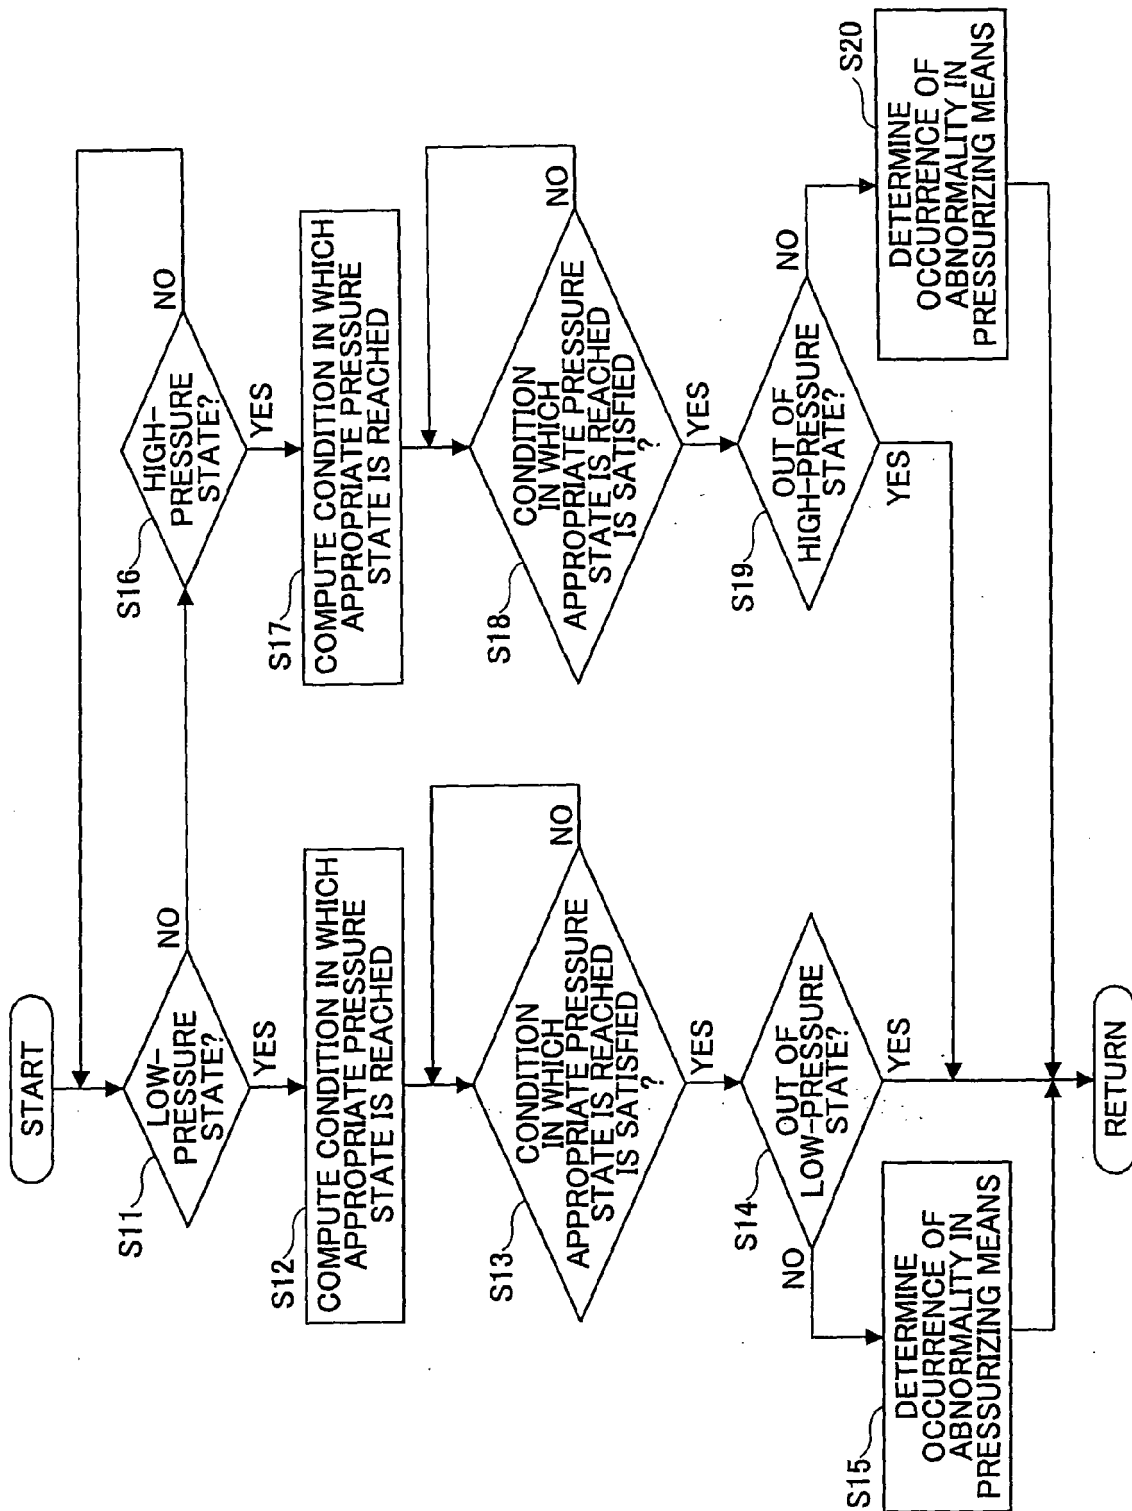 START
S11
LOW-
PRESSURE
STATE?
NO
YES
S12
COMPUTE CONDITION IN WHICH
APPROPRIATE PRESSURE
STATE IS REACHED
S13
CONDITION
IN WHICH
APPROPRIATE PRESSURE
STATE IS REACHED
IS SATISFIED
?
NO
YES
S14
OUT OF
LOW-PRESSURE
STATE?
NO
YES
S15
DETERMINE
OCCURRENCE OF
ABNORMALITY IN
PRESSURIZING MEANS
S16
HIGH-
PRESSURE
STATE?
NO
YES
S17
COMPUTE CONDITION IN WHICH
APPROPRIATE PRESSURE
STATE IS REACHED
S18
CONDITION
IN WHICH
APPROPRIATE PRESSURE
STATE IS REACHED
IS SATISFIED
?
NO
YES
S19
OUT OF
HIGH-PRESSURE
STATE?
NO
YES
S20
DETERMINE
OCCURRENCE OF
ABNORMALITY IN
PRESSURIZING MEANS
RETURN